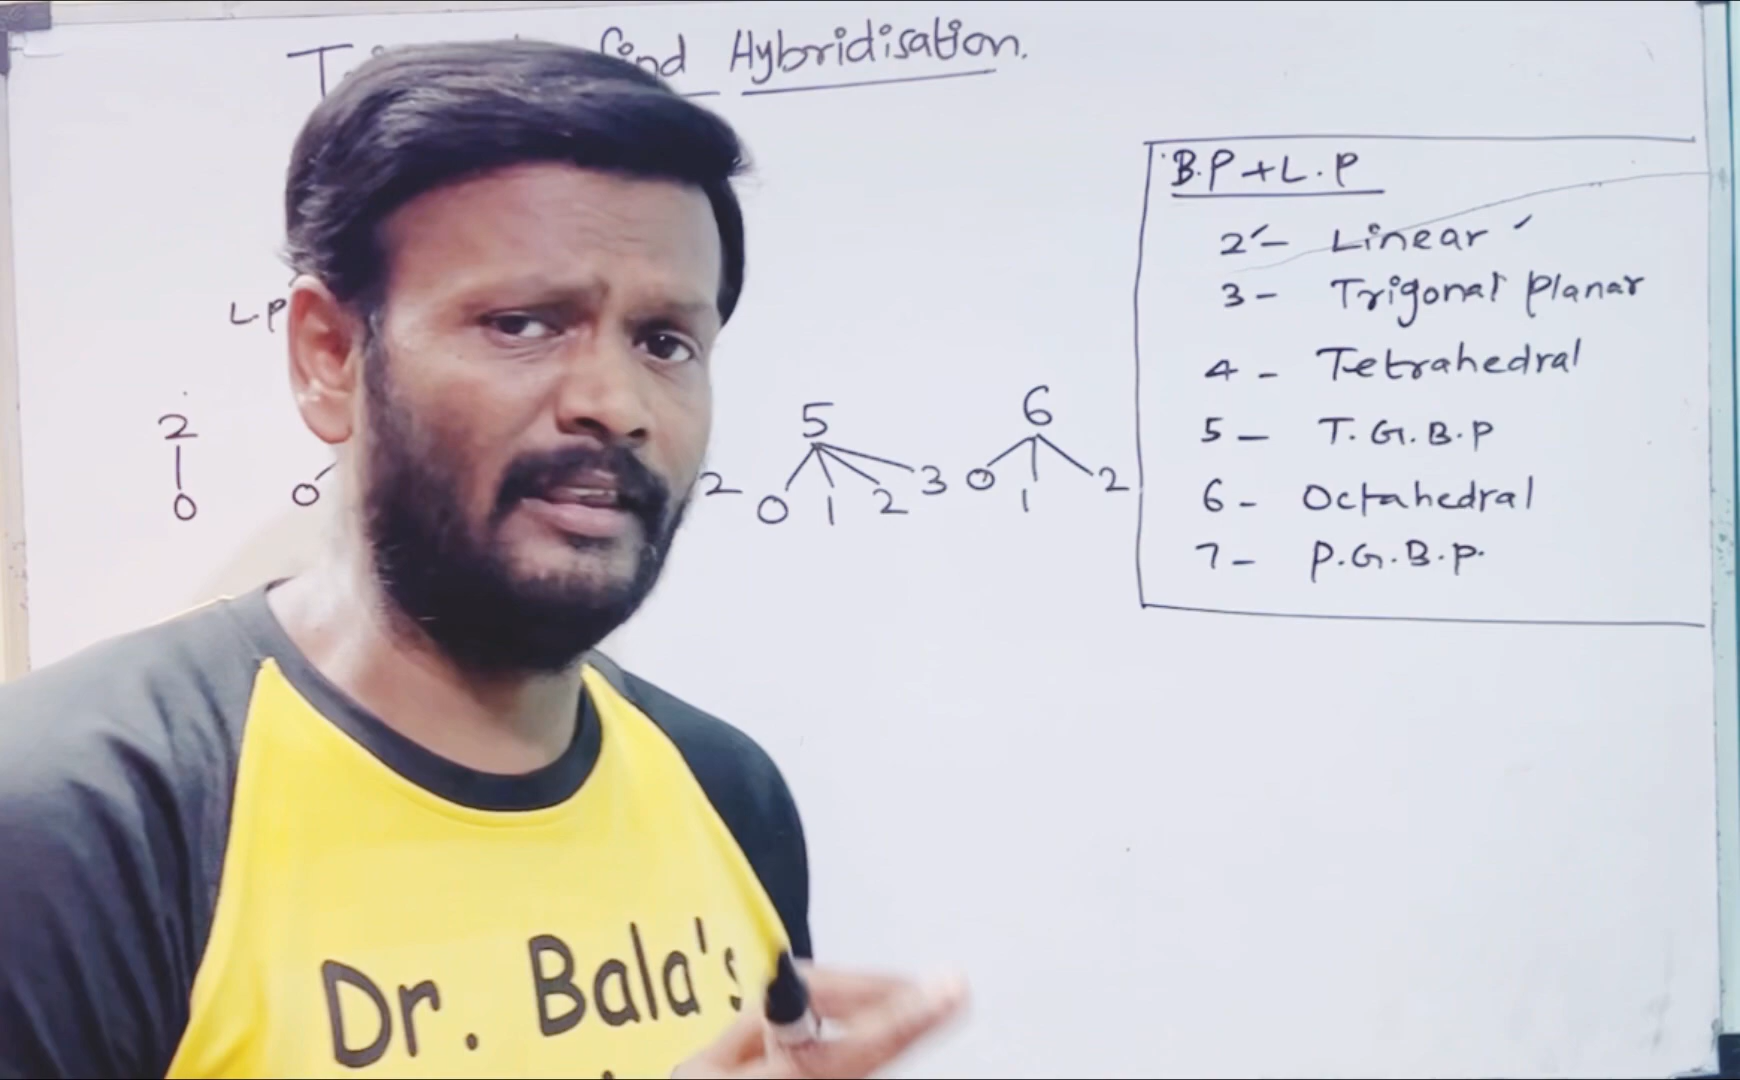 find Hybridisation.
B.P + L.P
2 - Linear
3 - Trigonal Planar
4 - Tetrahedral
5 - T.G.B.P
6 - Octahedral
7 - P.G.B.P.
L.P
2 5 6
0 0 2 0 1 2 3 0 1 2
Dr. Bala's